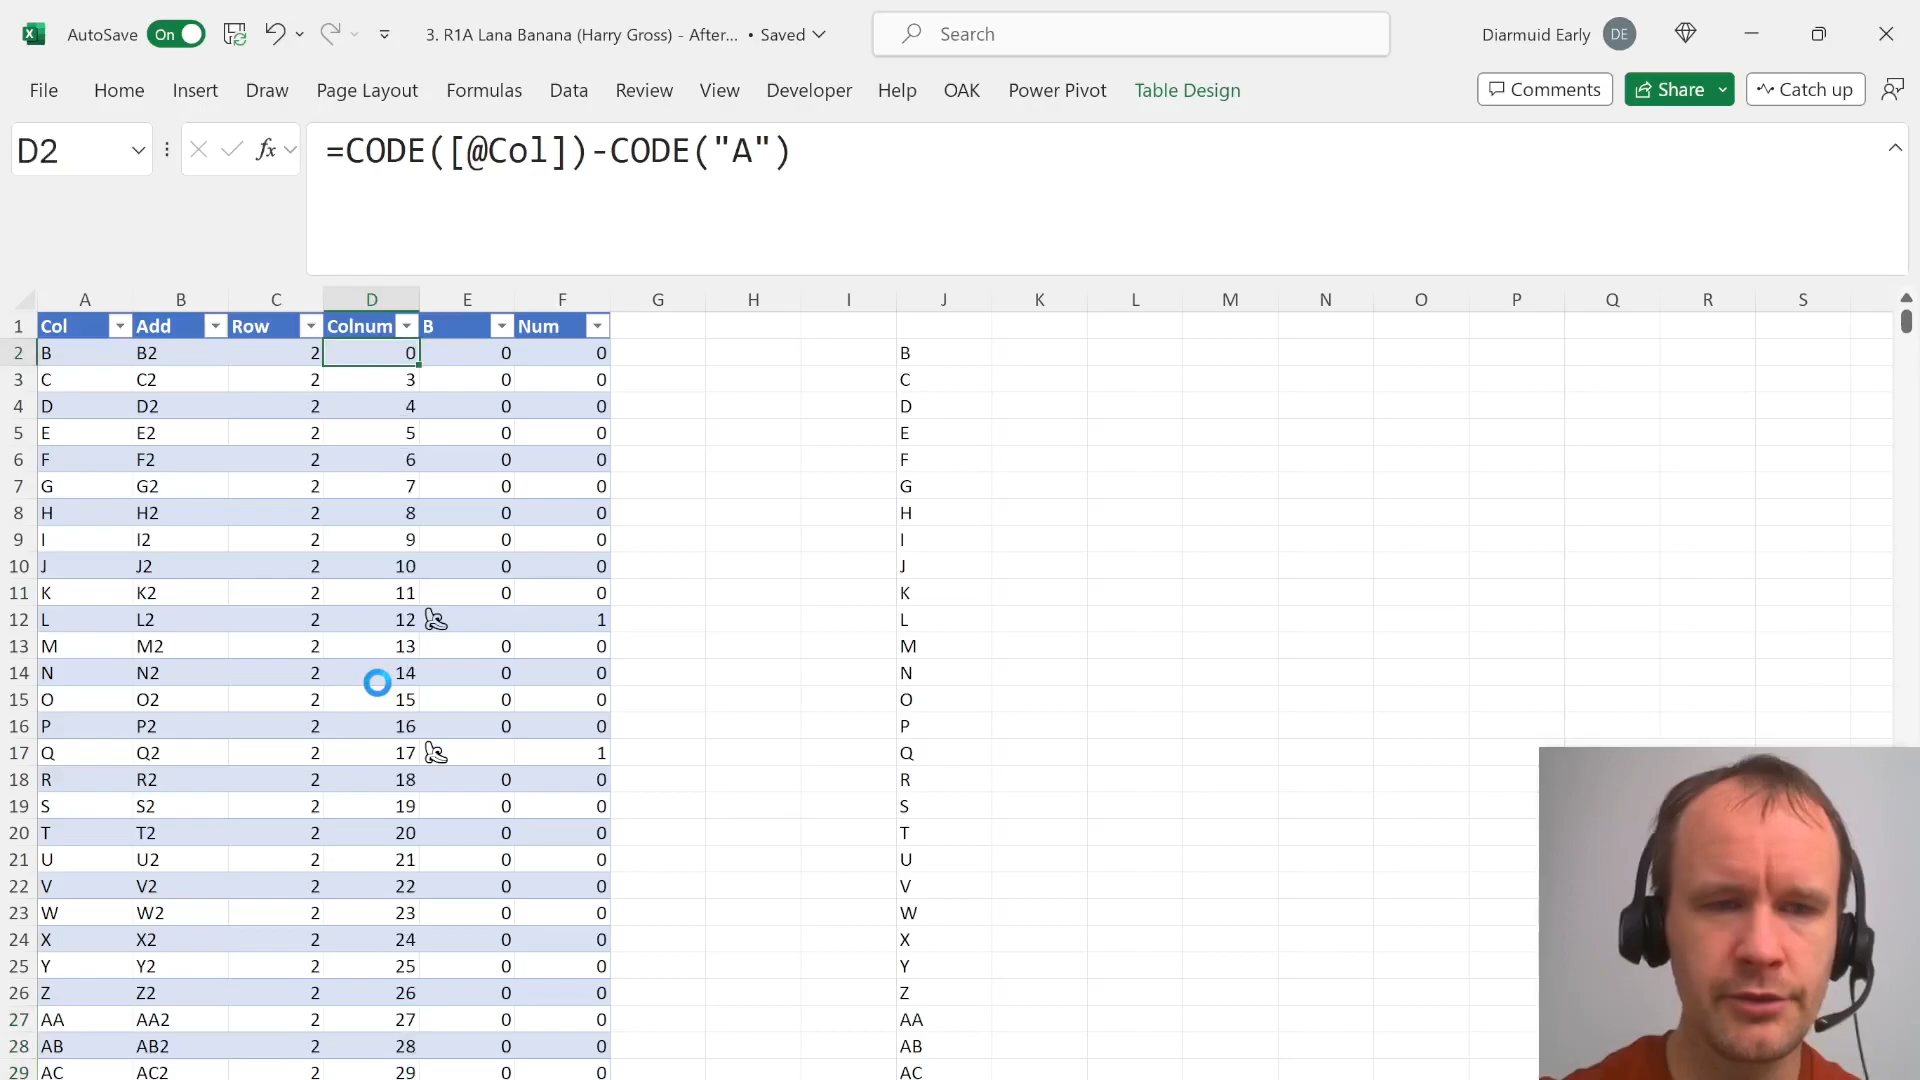 AutoSave On 3. R1A Lana Banana (Harry Gross) - After... • Saved Search Diarmuid Early DE
File Home Insert Draw Page Layout Formulas Data Review View Developer Help OAK Power Pivot Table Design Comments Share Catch up
D2 fx =CODE([@Col])-CODE("A")
A B C D E F G H I J K L M N O P Q R S
1 Col Add Row Colnum B Num
2 B B2 2 0 0 0 B
3 C C2 2 3 0 0 C
4 D D2 2 4 0 0 D
5 E E2 2 5 0 0 E
6 F F2 2 6 0 0 F
7 G G2 2 7 0 0 G
8 H H2 2 8 0 0 H
9 I I2 2 9 0 0 I
10 J J2 2 10 0 0 J
11 K K2 2 11 0 0 K
12 L L2 2 12 1 L
13 M M2 2 13 0 0 M
14 N N2 2 14 0 0 N
15 O O2 2 15 0 0 O
16 P P2 2 16 0 0 P
17 Q Q2 2 17 1 Q
18 R R2 2 18 0 0 R
19 S S2 2 19 0 0 S
20 T T2 2 20 0 0 T
21 U U2 2 21 0 0 U
22 V V2 2 22 0 0 V
23 W W2 2 23 0 0 W
24 X X2 2 24 0 0 X
25 Y Y2 2 25 0 0 Y
26 Z Z2 2 26 0 0 Z
27 AA AA2 2 27 0 0 AA
28 AB AB2 2 28 0 0 AB
29 AC AC2 2 29 0 0 AC